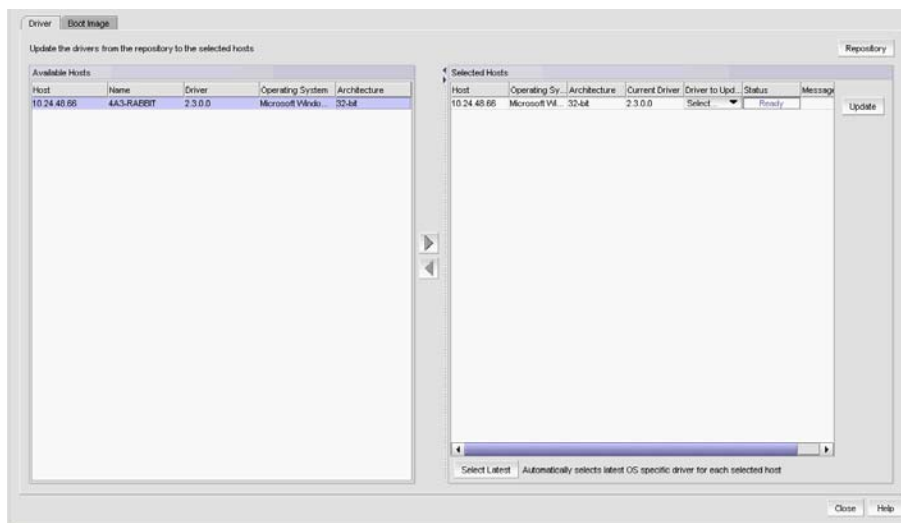 Driver Boot Image
Update the drivers from the repository to the selected hosts Repository
Available Hosts
Host Name Driver Operating System Architecture
10.24.48.66 4A3-RABBIT 2.3.0.0 Microsoft Windo... 32-bit
Selected Hosts
Host Operating Sy... Architecture Current Driver Driver to Upd... Status Message
10.24.48.66 Microsoft Wi... 32-bit 2.3.0.0 Select... Ready
Update
Select Latest Automatically selects latest OS specific driver for each selected host
Close Help